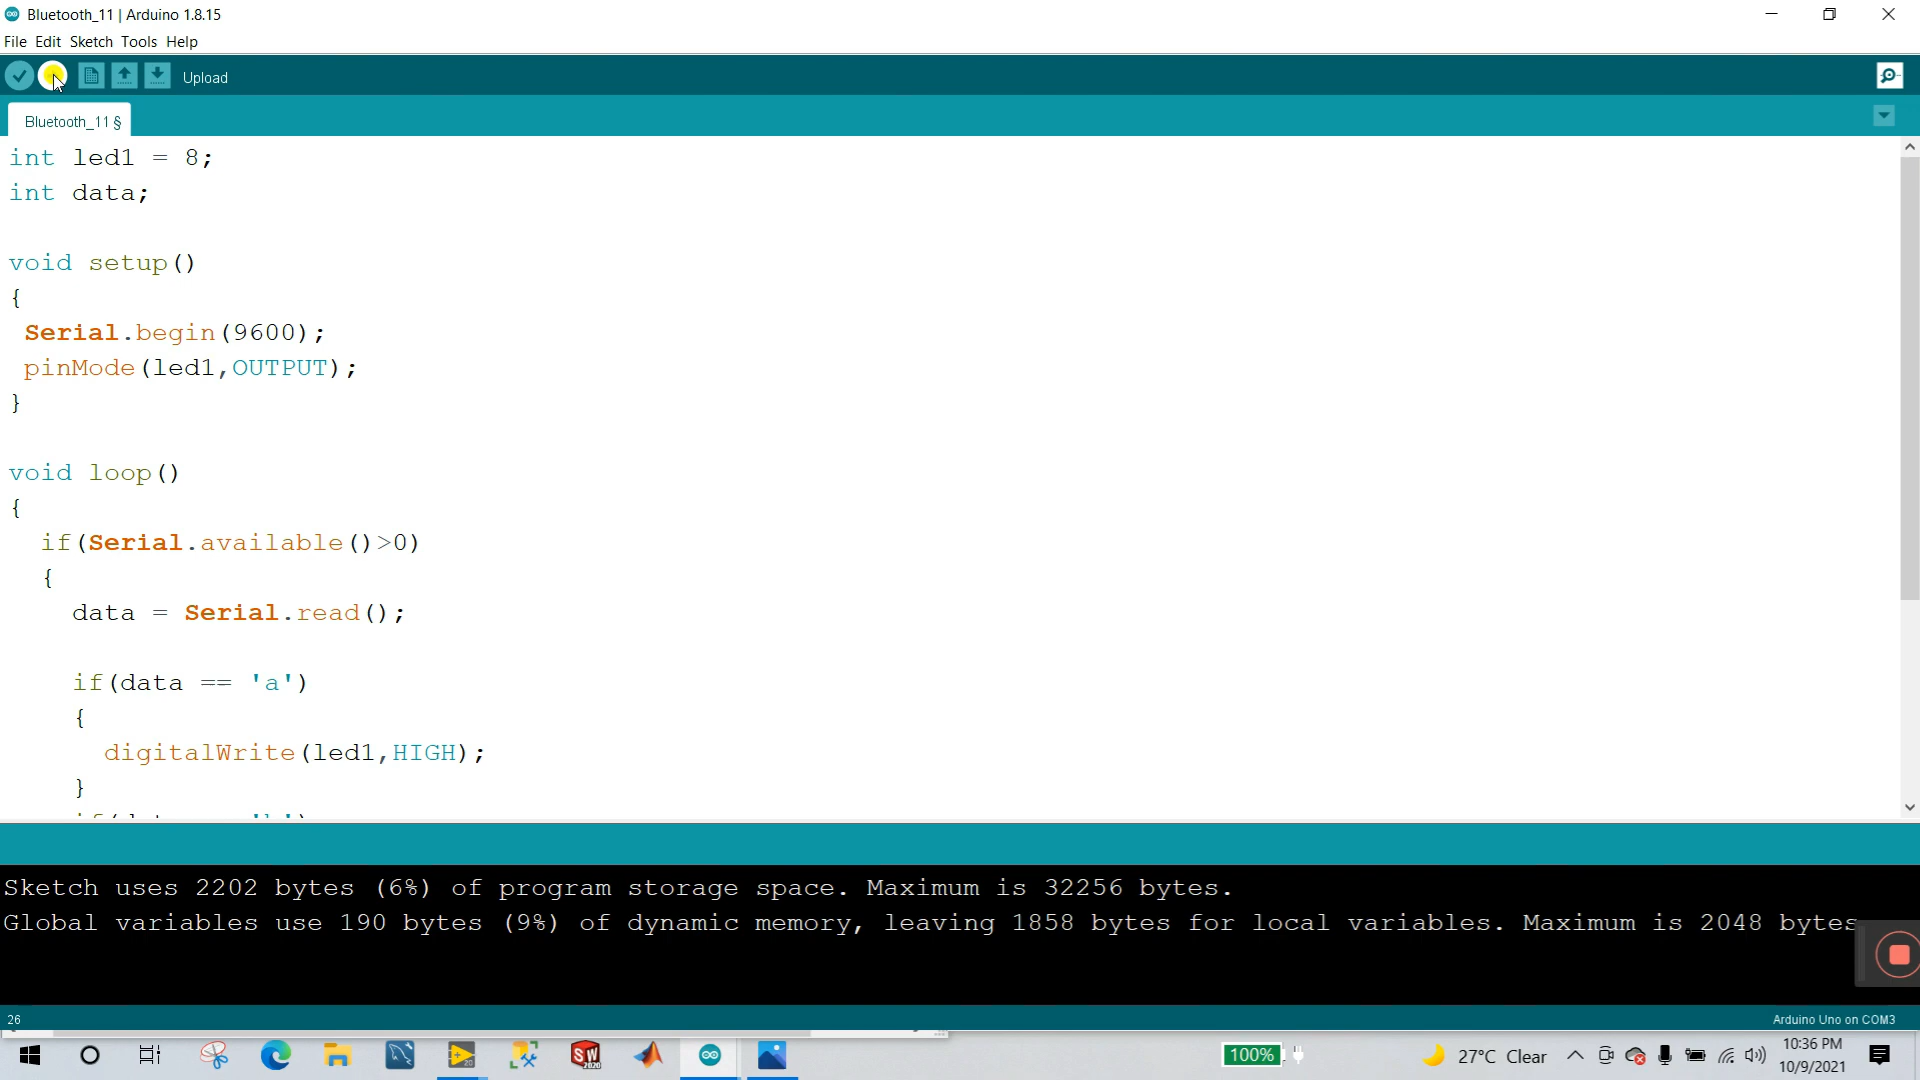 Bluetooth_11 | Arduino 1.8.15
File Edit Sketch Tools Help
Upload
Bluetooth_11 §
int led1 = 8;
int data;
void setup()
{
Serial.begin(9600);
pinMode(led1,OUTPUT);
}
void loop()
{
if(Serial.available()>0)
{
data = Serial.read();
if(data == 'a')
{
digitalWrite(led1,HIGH);
}
Sketch uses 2202 bytes (6%) of program storage space. Maximum is 32256 bytes.
Global variables use 190 bytes (9%) of dynamic memory, leaving 1858 bytes for local variables. Maximum is 2048 bytes
26
Arduino Uno on COM3
SW
2020
20
100%
27°C Clear
10:36 PM
10/9/2021